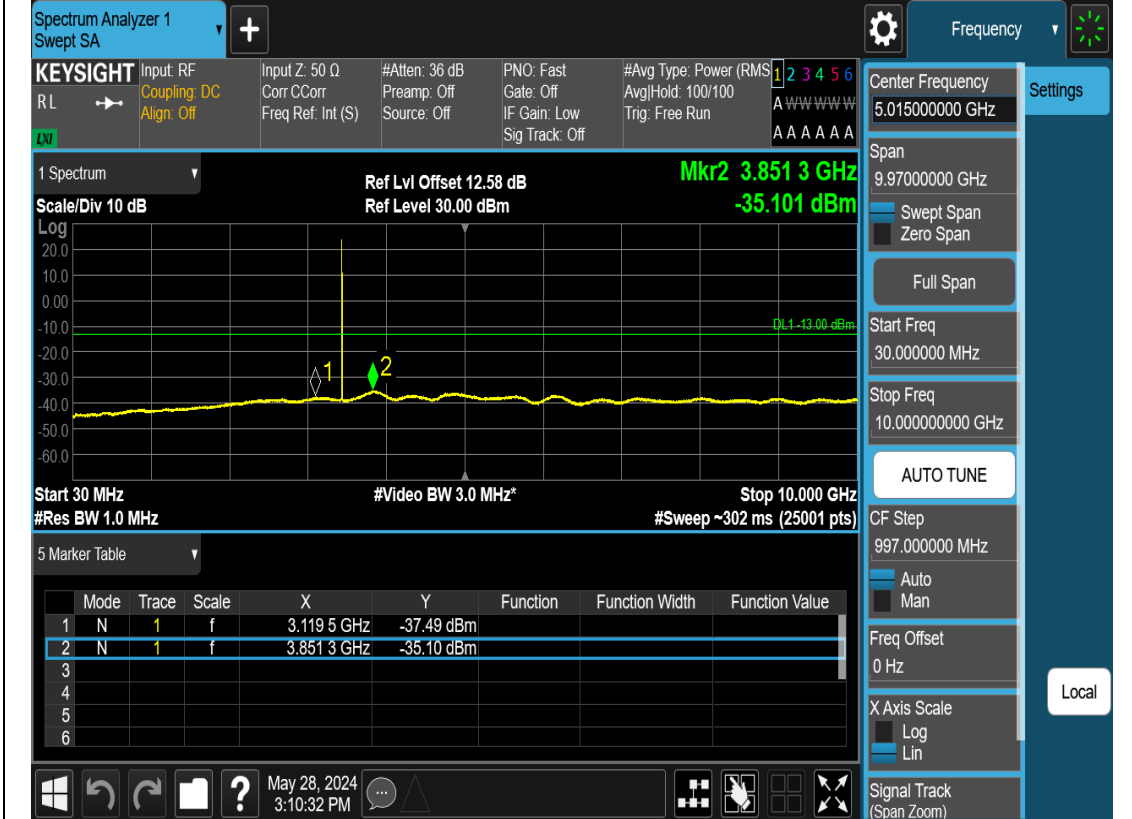 Spectrum Analyzer 1
Swept SA
+
Frequency
KEYSIGHT
RL
LXI
Input: RF
Coupling: DC
Align: Off
Input Z: 50 Ω
Corr CCorr
Freq Ref: Int (S)
#Atten: 36 dB
Preamp: Off
Source: Off
PNO: Fast
Gate: Off
IF Gain: Low
Sig Track: Off
#Avg Type: Power (RMS
Avg|Hold: 100/100
Trig: Free Run
1 2 3 4 5 6
A W W W W W
A A A A A A
Center Frequency
5.015000000 GHz
Settings
Span
9.97000000 GHz
Swept Span
Zero Span
Full Span
Start Freq
30.000000 MHz
Stop Freq
10.000000000 GHz
AUTO TUNE
CF Step
997.000000 MHz
Auto
Man
Freq Offset
0 Hz
X Axis Scale
Log
Lin
Signal Track
(Span Zoom)
Local
1 Spectrum
Scale/Div 10 dB
Ref Lvl Offset 12.58 dB
Ref Level 30.00 dBm
Mkr2 3.851 3 GHz
-35.101 dBm
Log
20.0
10.0
0.00
-10.0
-20.0
-30.0
-40.0
-50.0
-60.0
DL1 -13.00 dBm
1
2
Start 30 MHz
#Video BW 3.0 MHz*
Stop 10.000 GHz
#Res BW 1.0 MHz
#Sweep ~302 ms (25001 pts)
5 Marker Table
Mode Trace Scale X Y Function Function Width Function Value
1 N 1 f 3.119 5 GHz -37.49 dBm
2 N 1 f 3.851 3 GHz -35.10 dBm
3
4
5
6
?
May 28, 2024
3:10:32 PM